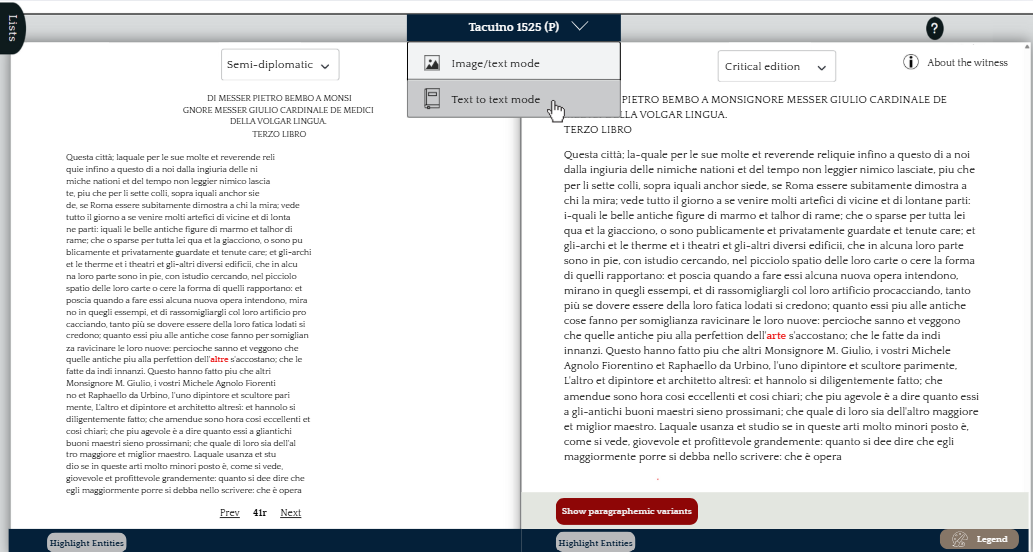 Lists
Tacuino 1525 (P)
?
Image/text mode
Text to text mode
Semi-diplomatic
DI MESSER PIETRO BEMBO A MONSI
GNORE MESSER GIULIO CARDINALE DE MEDICI
DELLA VOLGAR LINGUA.
TERZO LIBRO
Questa città; laquale per le sue molte et reverende reli
quie infino a questo di a noi dalla ingiuria delle ni
miche nationi et del tempo non leggier nimico lascia
te, piu che per li sette colli, sopra iquali anchor sie
de, se Roma essere subitamente dimostra a chi la mira; vede
tutto il giorno a se venire molti artefici di vicine et di lonta
ne parti: iquali le belle antiche figure di marmo et talhor di
rame; che o sparse per tutta lei qua et la giacciono, o sono pu
blicamente et privatamente guardate et tenute care; et gli-archi
et le therme et i theatri et gli-altri diversi edificii, che in alcu
na loro parte sono in pie, con istudio cercando, nel picciolo
spatio delle loro carte o cere la forma di quelli rapportano: et
poscia quando a fare essi alcuna nuova opera intendono, mira
no in quegli essempi, et di rassomigliargli col loro artificio pro
cacciando, tanto più se dovere essere della loro fatica lodati si
credono; quanto essi piu alle antiche cose fanno per somiglian
za ravicinare le loro nuove: percioche sanno et veggono che
quelle antiche piu alla perfettion dell'altre s'accostano; che le
fatte da indi innanzi. Questo hanno fatto piu che altri
Monsignore M. Giulio, i vostri Michele Agnolo Fiorenti
no et Raphaello da Urbino, l'uno dipintore et scultore pari
mente, L'altro et dipintore et architetto altresi: et hannolo si
diligentemente fatto; che amendue sono hora cosi eccellenti et
cosi chiari; che piu agevole è a dire quanto essi a gliantichi
buoni maestri sieno prossimani; che quale di loro sia dell'al
tro maggiore et miglior maestro. Laquale usanza et stu
dio se in queste arti molto minori posto è, come si vede,
giovevole et profittevole grandemente: quanto si dee dire che
egli maggiormente porre si debba nello scrivere: che è opera
Prev 41r Next
Highlight Entities
Critical edition
About the witness
PIETRO BEMBO A MONSIGNORE MESSER GIULIO CARDINALE DE
LLA VOLGAR LINGUA.
TERZO LIBRO
Questa città; la-quale per le sue molte et reverende reliquie infino a questo di a noi
dalla ingiuria delle nimiche nationi et del tempo non leggier nimico lasciate, piu che
per li sette colli, sopra iquali anchor siede, se Roma essere subitamente dimostra a
chi la mira; vede tutto il giorno a se venire molti artefici di vicine et di lontane parti:
i-quali le belle antiche figure di marmo et talhor di rame; che o sparse per tutta lei
qua et la giacciono, o sono publicamente et privatamente guardate et tenute care; et
gli-archi et le therme et i theatri et gli-altri diversi edificii, che in alcuna loro parte
sono in pie, con istudio cercando, nel picciolo spatio delle loro carte o cere la forma
di quelli rapportano: et poscia quando a fare essi alcuna nuova opera intendono,
mirano in quegli essempi, et di rassomigliargli col loro artificio procacciando, tanto
più se dovere essere della loro fatica lodati si credono; quanto essi piu alle antiche
cose fanno per somiglianza ravicinare le loro nuove: percioche sanno et veggono
che quelle antiche piu alla perfettion dell'arte s'accostano; che le fatte da indi
innanzi. Questo hanno fatto piu che altri Monsignore M. Giulio, i vostri Michele
Agnolo Fiorentino et Raphaello da Urbino, l'uno dipintore et scultore parimente,
L'altro et dipintore et architetto altresi: et hannolo si diligentemente fatto; che
amendue sono hora cosi eccellenti et cosi chiari; che piu agevole è a dire quanto essi
a gli-antichi buoni maestri sieno prossimani; che quale di loro sia dell'altro maggiore
et miglior maestro. Laquale usanza et studio se in queste arti molto minori posto è,
come si vede, giovevole et profittevole grandemente: quanto si dee dire che egli
maggiormente porre si debba nello scrivere: che è opera
Show paragraphemic variants
Highlight Entities
Legend